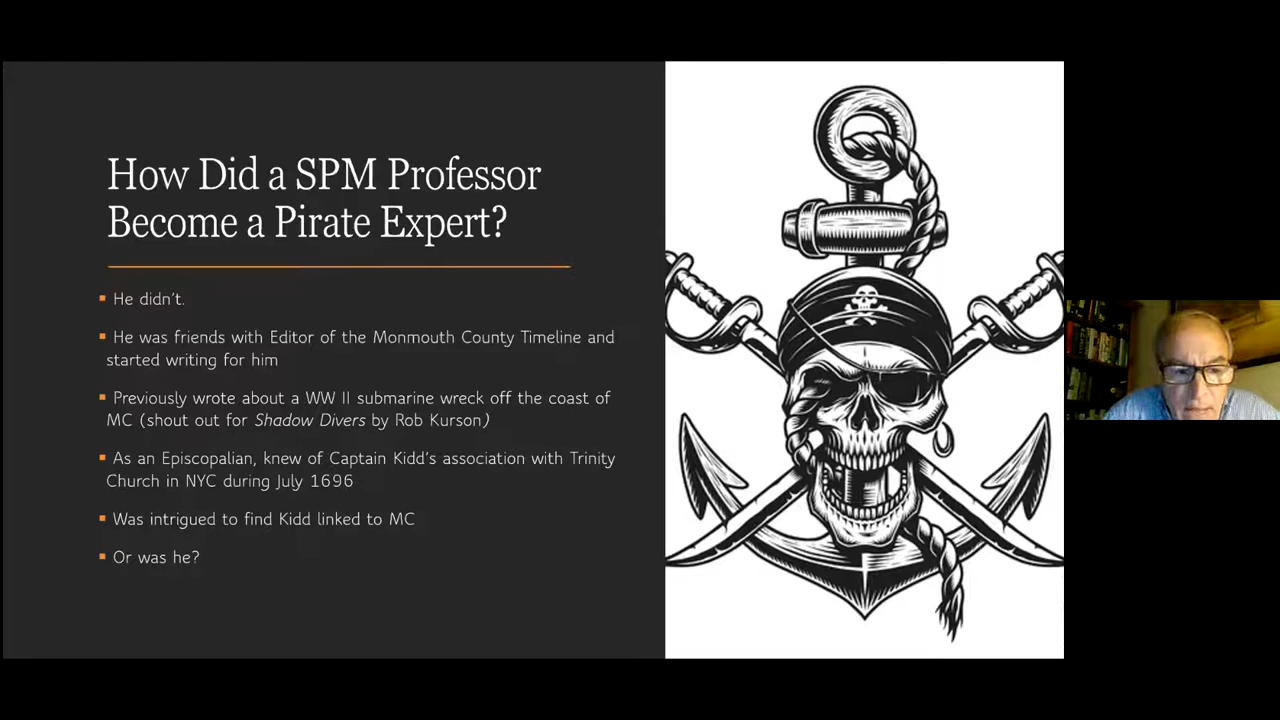 How Did a SPM Professor
Become a Pirate Expert?
He didn't.
He was friends with Editor of the Monmouth County Timeline and
started writing for him
Previously wrote about a WW II submarine wreck off the coast of
MC (shout out for Shadow Divers by Rob Kurson)
As an Episcopalian, knew of Captain Kidd's association with Trinity
Church in NYC during July 1696
Was intrigued to find Kidd linked to MC
Or was he?